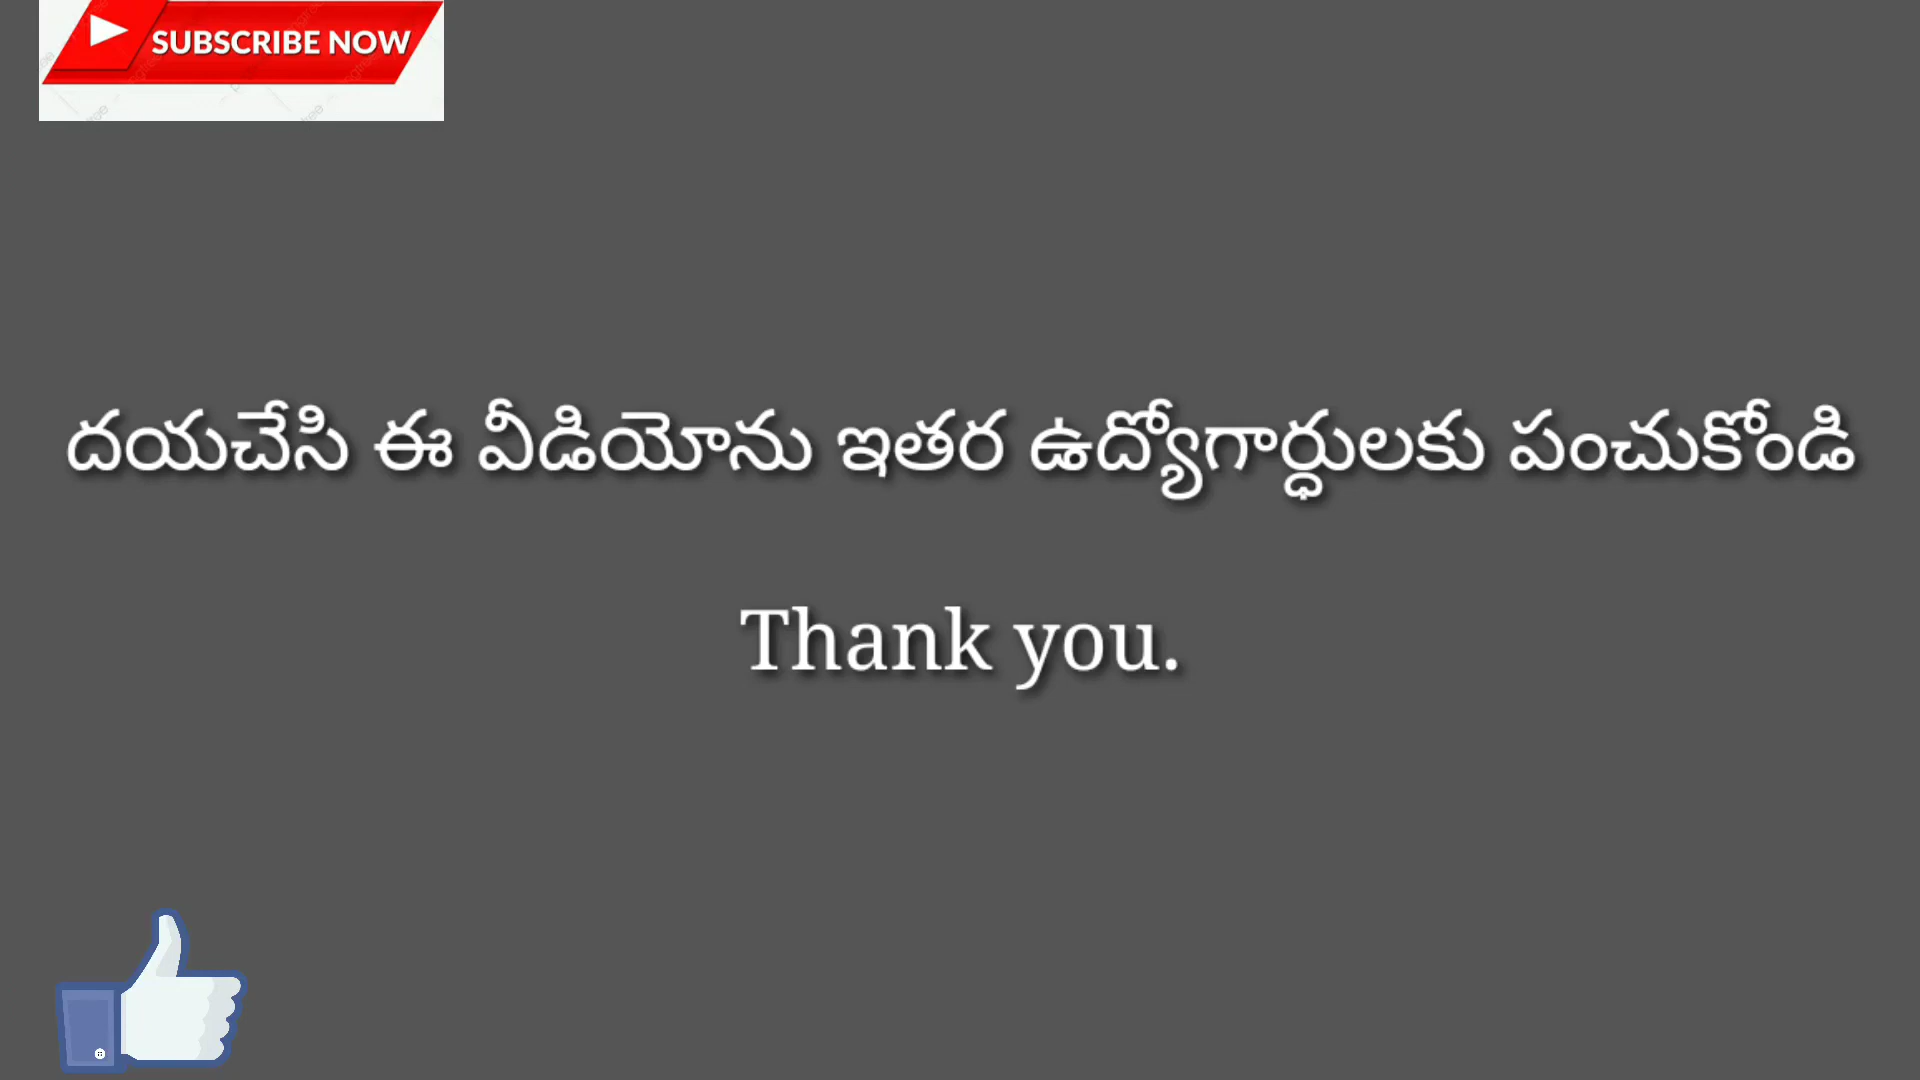 SUBSCRIBE NOW
దయచేసి ఈ వీడియోను ఇతర ఉద్యోగార్ధులకు పంచుకోండి
Thank you.